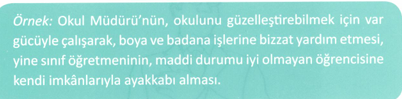 Örnek: Okul Müdürü’nün, okulunu güzelleştirebilmek için var
gücüyle çalışarak, boya ve badana işlerine bizzat yardım etmesi,
yine sınıf öğretmeninin, maddi durumu iyi olmayan öğrencisine
kendi imkânlarıyla ayakkabı alması.